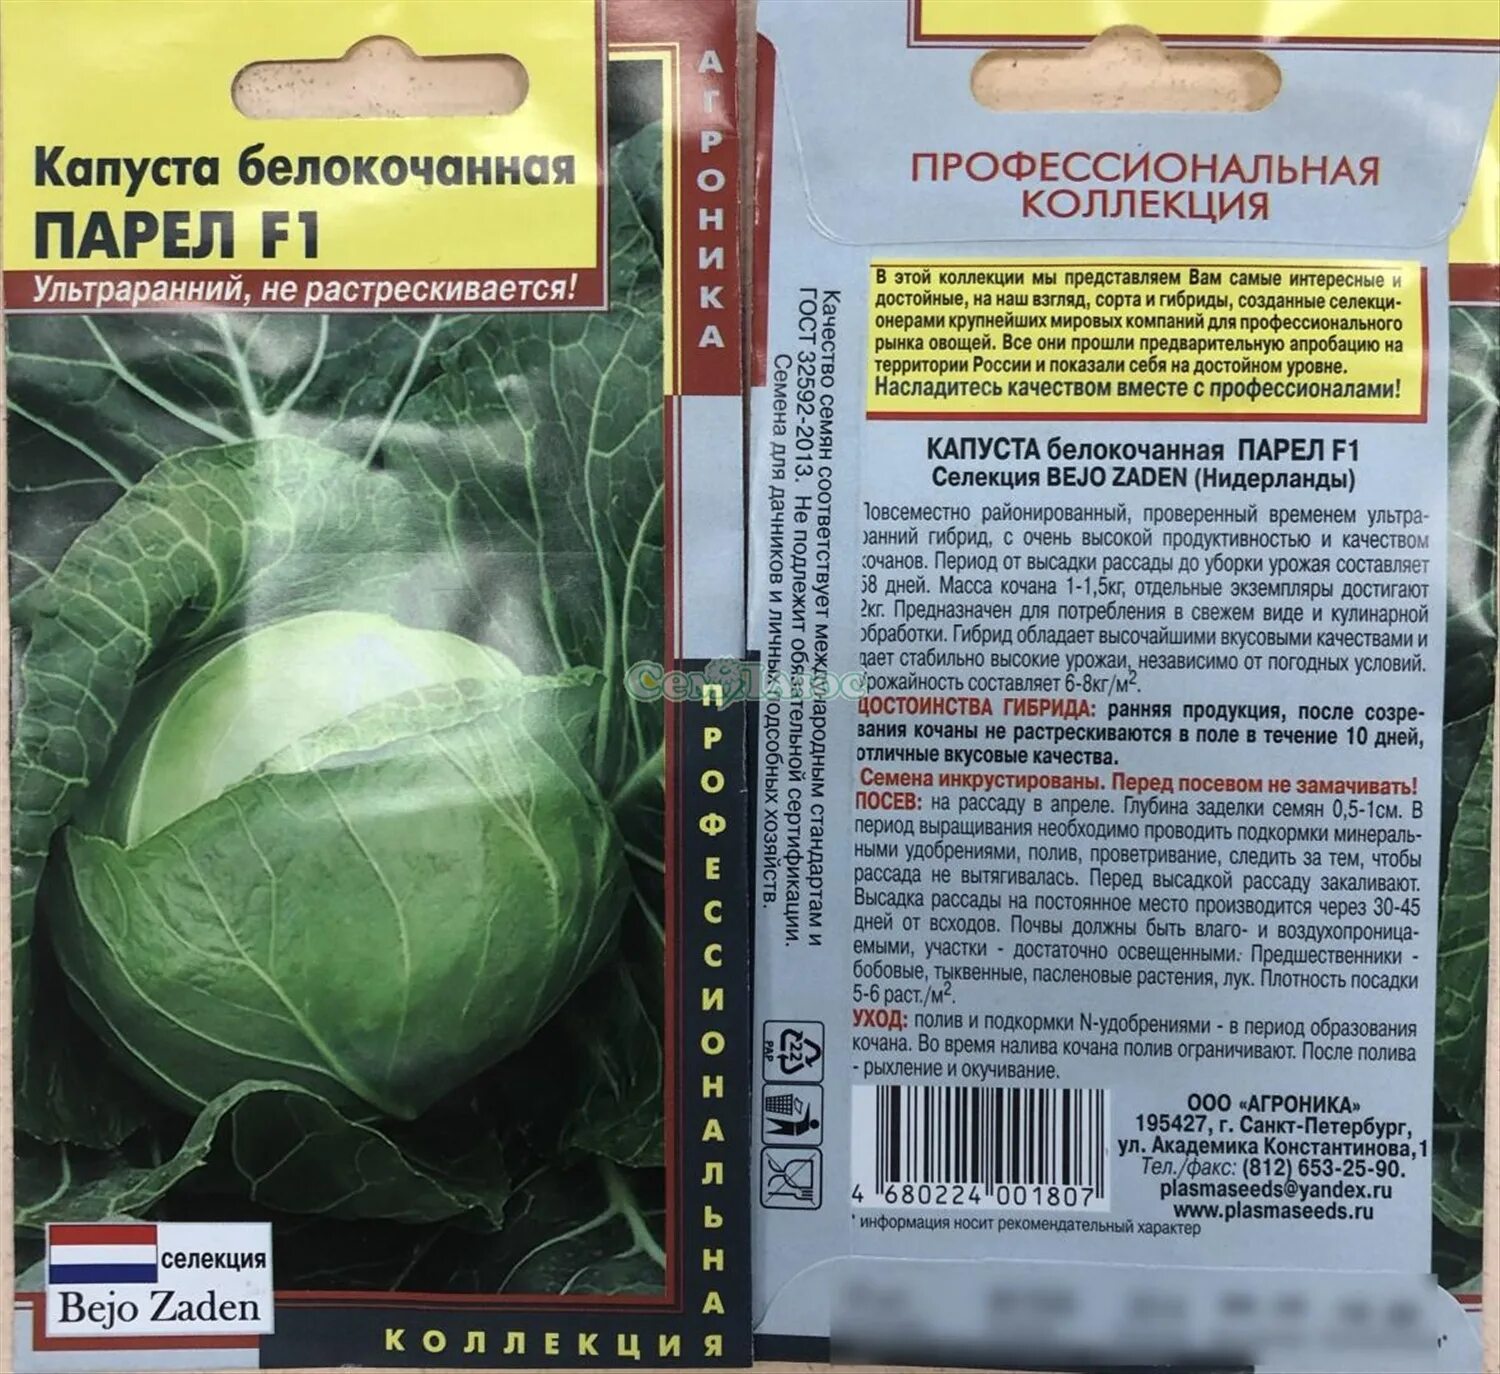 Капуста белокочанная
ПАРЕЛ F1
Ультраранний, не растрескивается!
АГРОНИКА
ПРОФЕССИОНАЛЬНАЯ
КОЛЛЕКЦИЯ
селекция
Bejo Zaden
ПРОФЕССИОНАЛЬНАЯ
КОЛЛЕКЦИЯ
В этой коллекции мы представляем Вам самые интересные и
достойные, на наш взгляд, сорта и гибриды, созданные селекци-
онерами крупнейших мировых компаний для профессионального
рынка овощей. Все они прошли предварительную апробацию на
территории России и показали себя на достойном уровне.
Насладитесь качеством вместе с профессионалами!
КАПУСТА белокочанная ПАРЕЛ F1
Селекция BEJO ZADEN (Нидерланды)
Повсеместно районированный, проверенный временем ультра-
ранний гибрид, с очень высокой продуктивностью и качеством
кочанов. Период от высадки рассады до уборки урожая составляет
58 дней. Масса кочана 1-1,5кг, отдельные экземпляры достигают
2кг. Предназначен для потребления в свежем виде и кулинарной
обработки. Гибрид обладает высочайшими вкусовыми качествами и
дает стабильно высокие урожаи, независимо от погодных условий.
Урожайность составляет 6-8кг/м².
ДОСТОИНСТВА ГИБРИДА: ранняя продукция, после созре-
вания кочаны не растрескиваются в поле в течение 10 дней,
отличные вкусовые качества.
Семена инкрустированы. Перед посевом не замачивать!
ПОСЕВ: на рассаду в апреле. Глубина заделки семян 0,5-1см. В
период выращивания необходимо проводить подкормки минераль-
ными удобрениями, полив, проветривание, следить за тем, чтобы
рассада не вытягивалась. Перед высадкой рассаду закаливают.
Высадка рассады на постоянное место производится через 30-45
дней от всходов. Почвы должны быть влаго- и воздухопроница-
емыми, участки - достаточно освещенными. Предшественники -
бобовые, тыквенные, пасленовые растения, лук. Плотность посадки
5-6 раст./м².
УХОД: полив и подкормки N-удобрениями - в период образования
кочана. Во время налива кочана полив ограничивают. После полива
- рыхление и окучивание.
Качество семян соответствует международным стандартам и
ГОСТ 32592-2013. Не подлежит обязательной сертификации.
Семена для дачников и личных подсобных хозяйств.
22
PAP
4 680224 001807
ООО «АГРОНИКА»
195427, г. Санкт-Петербург,
ул. Академика Константинова,1
Тел./факс: (812) 653-25-90.
plasmaseeds@yandex.ru
www.plasmaseeds.ru
* информация носит рекомендательный характер